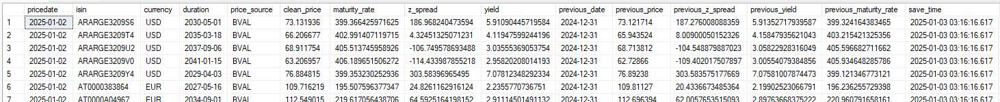 pricedate isin currency duration price_source clean_price maturity_rate z_spread yield previous_date previous_price previous_z_spread previous_yield previous_maturity_rate save_time
1 2025-01-02 ARARGE3209S6 USD 2030-05-01 BVAL 73.131936 399.366425971625 186.968240473594 5.91090445719584 2024-12-31 73.121714 187.276008088359 5.91352717939587 399.324164383465 2025-01-03 03:16:16.617
2 2025-01-02 ARARGE3209T4 USD 2035-03-18 BVAL 66.206677 402.991407119715 4.32451325071231 4.11947599244196 2024-12-31 65.943524 8.00900050152326 4.15847935621043 403.215421325356 2025-01-03 03:16:16.617
3 2025-01-02 ARARGE3209U2 USD 2037-09-06 BVAL 68.911754 405.513745958926 -106.749578693488 3.03555369053754 2024-12-31 68.713812 -104.548879887023 3.05822928316049 405.596682711662 2025-01-03 03:16:16.617
4 2025-01-02 ARARGE3209V0 USD 2041-01-15 BVAL 63.206957 406.189651506272 -114.433987855218 2.95820208014193 2024-12-31 62.72866 -109.402017507897 3.00554079384856 405.934648285786 2025-01-03 03:16:16.617
5 2025-01-02 ARARGE3209Y4 USD 2029-04-03 BVAL 76.884815 399.353230252936 303.58396965495 7.07812348292334 2024-12-31 76.89238 303.583575177669 7.07581007874473 399.121346773121 2025-01-03 03:16:16.617
6 2025-01-02 AT0000383864 EUR 2027-05-16 BVAL 109.716219 195.507596377347 24.8261162916124 2.2355770736751 2024-12-31 109.81127 20.4336673485364 2.19902523066791 196.236255729398 2025-01-03 03:16:16.617
7 2025-01-02 AT0000A04967 EUR 2034-09-01 BVAL 112.549015 219.617056438706 64.5925164198152 2.91114501491132 2024-12-31 112.696394 62.0057653515093 2.89763668375222 220.960791658161 2025-01-03 03:16:16.617